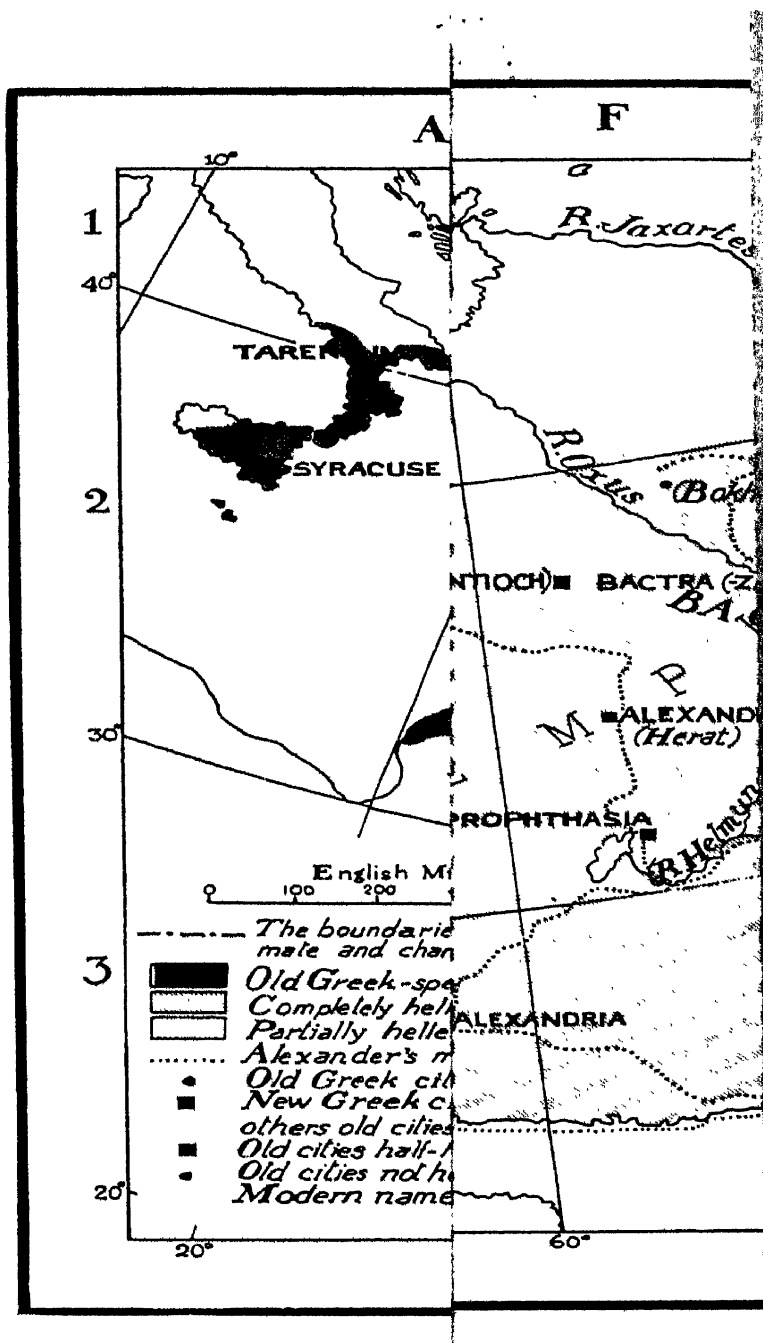 A
F
10°
1
R. Jaxartes
40°
TARENTUM
R. Oxus
SYRACUSE
2
(Bokh
NTIOCH)
BACTRA (-Z
BA
P
M
ALEXAND
(Herat)
30°
PROPHTHASIA
R. Helmun
English M
0 100 200
The boundarie
mate and chan
3
Old Greek-spe
Completely hell
Partially helle
ALEXANDRIA
Alexander's m
Old Greek cit
New Greek c
others old cities
Old cities half-h
Old cities not he
Modern name
20°
20°
60°